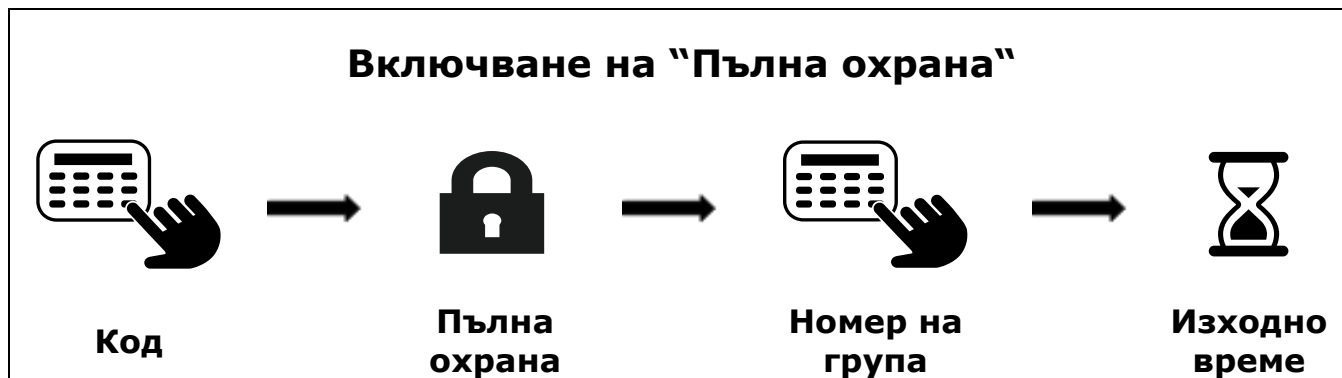 Включване на “Пълна охрана“
Код
Пълна
охрана
Номер на
група
Изходно
време